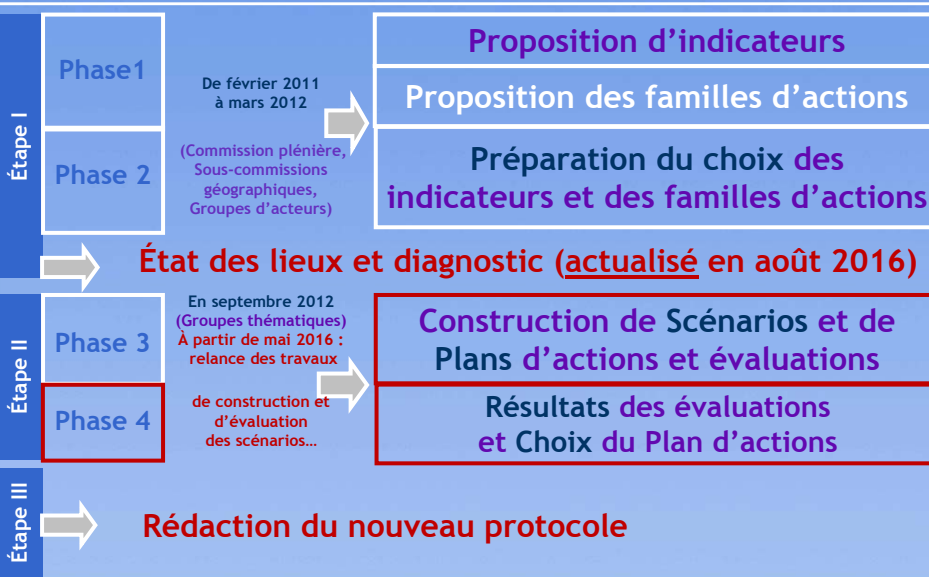 Étape I
Phase1
De février 2011
à mars 2012
Proposition d’indicateurs
Proposition des familles d’actions
Phase 2
(Commission plénière,
Sous-commissions
géographiques,
Groupes d’acteurs)
Préparation du choix des
indicateurs et des familles d’actions
État des lieux et diagnostic (actualisé en août 2016)
Étape II
Phase 3
En septembre 2012
(Groupes thématiques)
À partir de mai 2016 :
relance des travaux
Construction de Scénarios et de
Plans d’actions et évaluations
Phase 4
de construction et
d’évaluation
des scénarios…
Résultats des évaluations
et Choix du Plan d’actions
Étape III
Rédaction du nouveau protocole